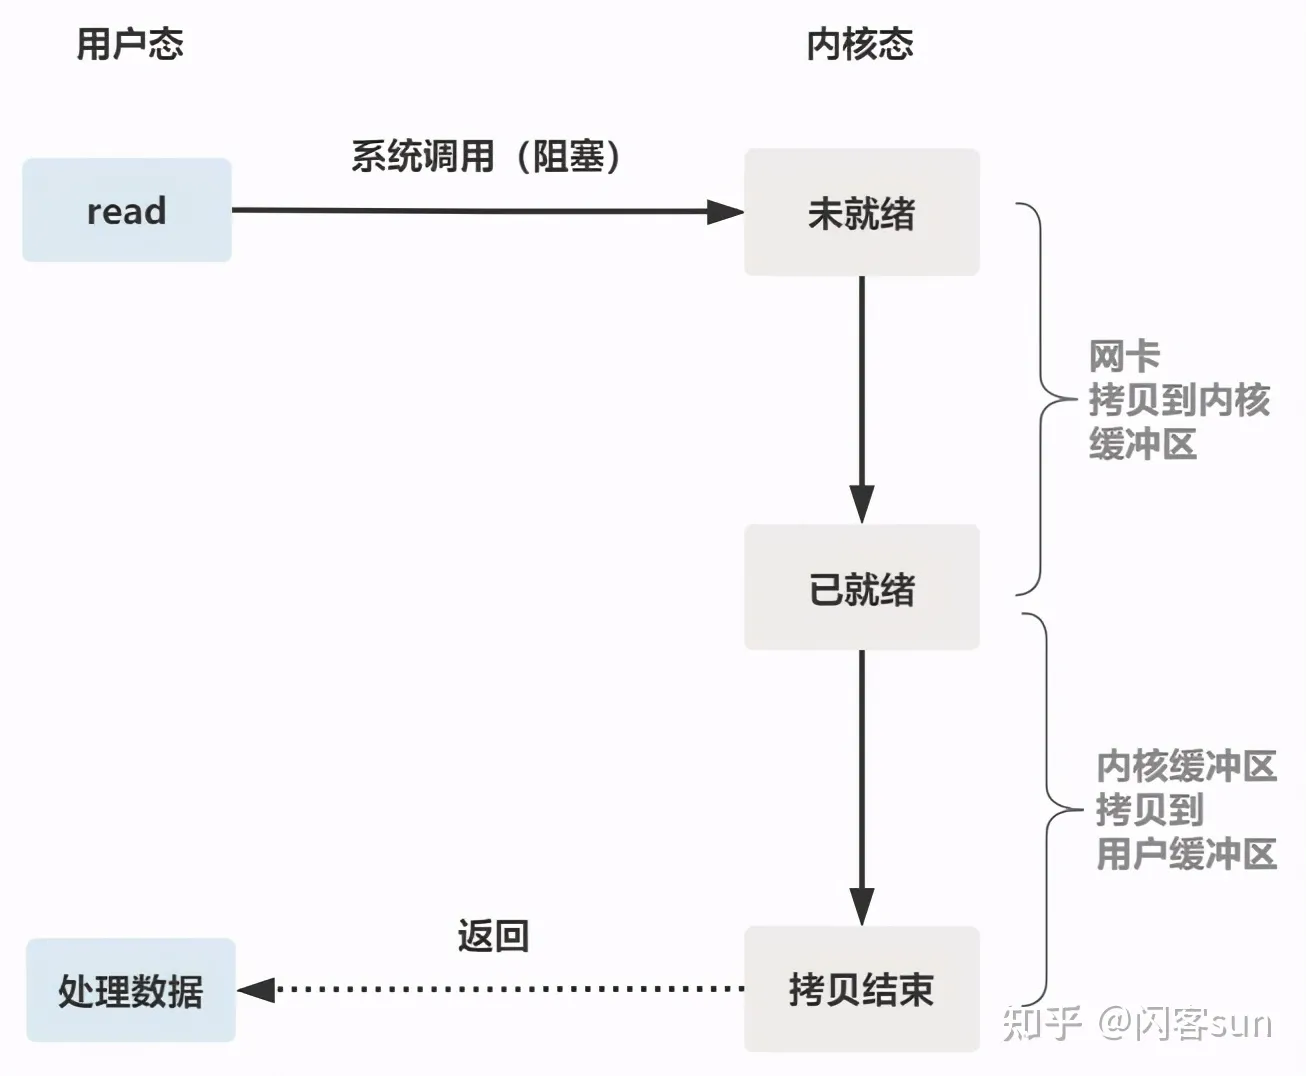 用户态
内核态
系统调用（阻塞）
read
未就绪
网卡
拷贝到内核
缓冲区
已就绪
内核缓冲区
拷贝到
用户缓冲区
返回
处理数据
拷贝结束
知乎 @闪客sun